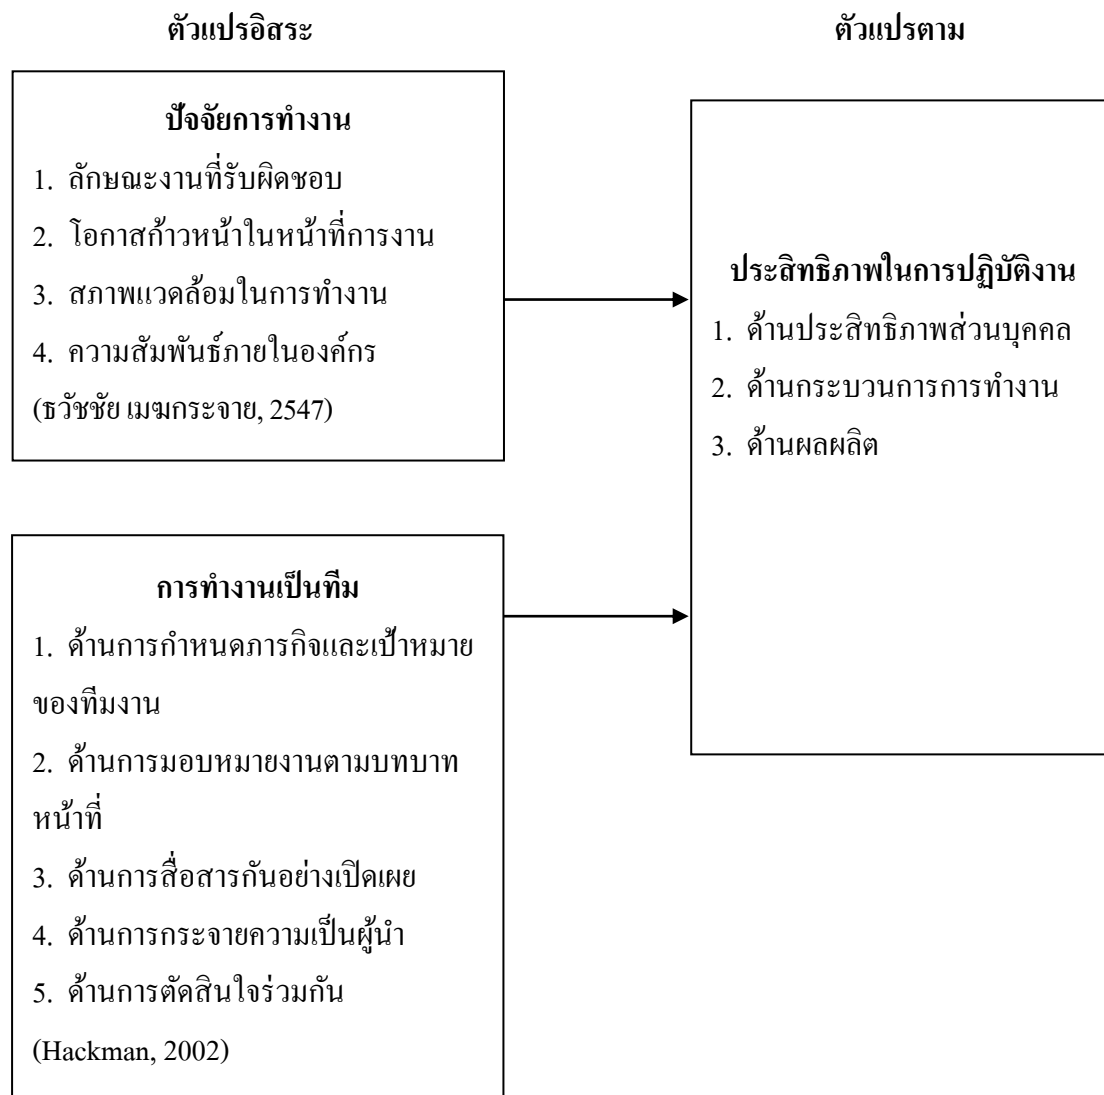 ตัวแปรอิสระ
ตัวแปรตาม
ปัจจัยการทำงาน
1. ลักษณะงานที่รับผิดชอบ
2. โอกาสก้าวหน้าในหน้าที่การงาน
3. สภาพแวดล้อมในการทำงาน
4. ความสัมพันธ์ภายในองค์กร
(ธวัชชัย เมฆกระจาย, 2547)
การทำงานเป็นทีม
1. ด้านการกำหนดภารกิจและเป้าหมาย
ของทีมงาน
2. ด้านการมอบหมายงานตามบทบาท
หน้าที่
3. ด้านการสื่อสารกันอย่างเปิดเผย
4. ด้านการกระจายความเป็นผู้นำ
5. ด้านการตัดสินใจร่วมกัน
(Hackman, 2002)
ประสิทธิภาพในการปฏิบัติงาน
1. ด้านประสิทธิภาพส่วนบุคคล
2. ด้านกระบวนการการทำงาน
3. ด้านผลผลิต